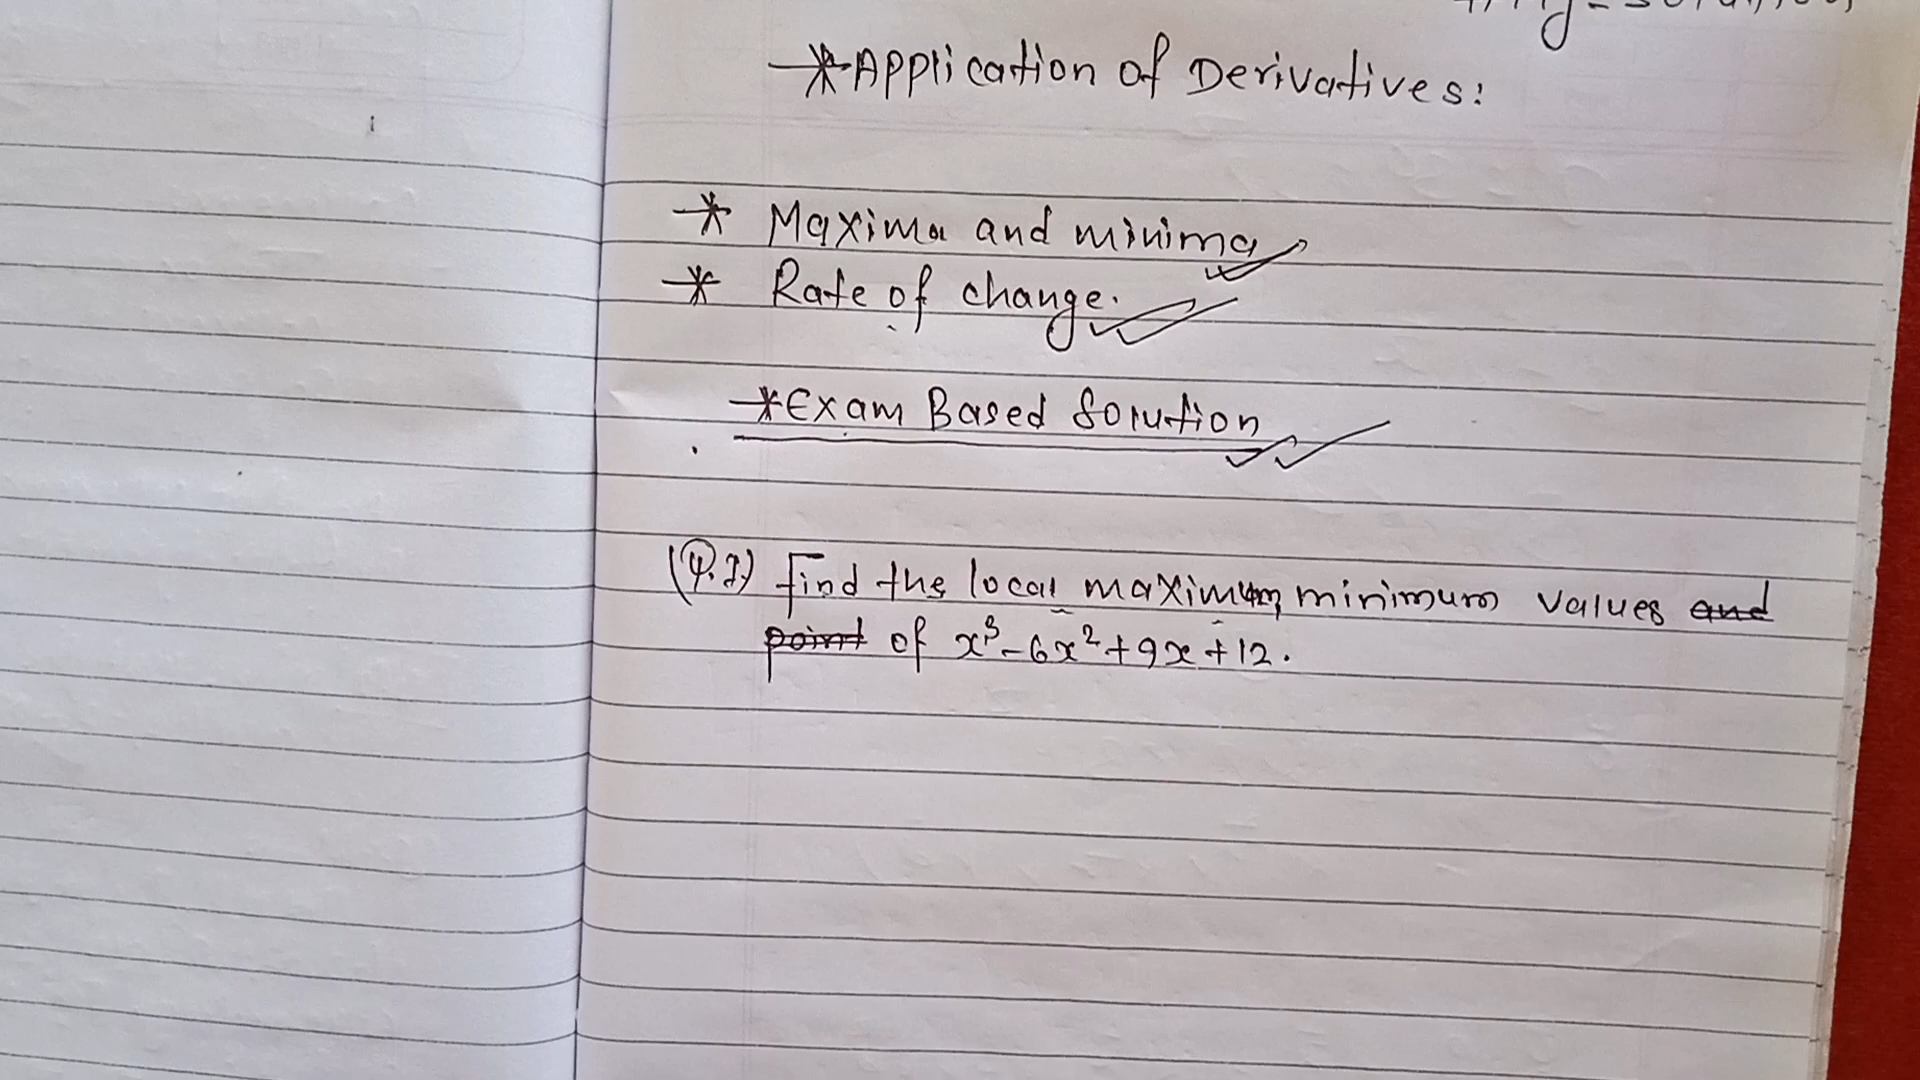 *Application of Derivatives:
* Maxima and minima
* Rate of change.
*Exam Based Solution
find the local maximum minimum values and
point of x³-6x²+9x+12.